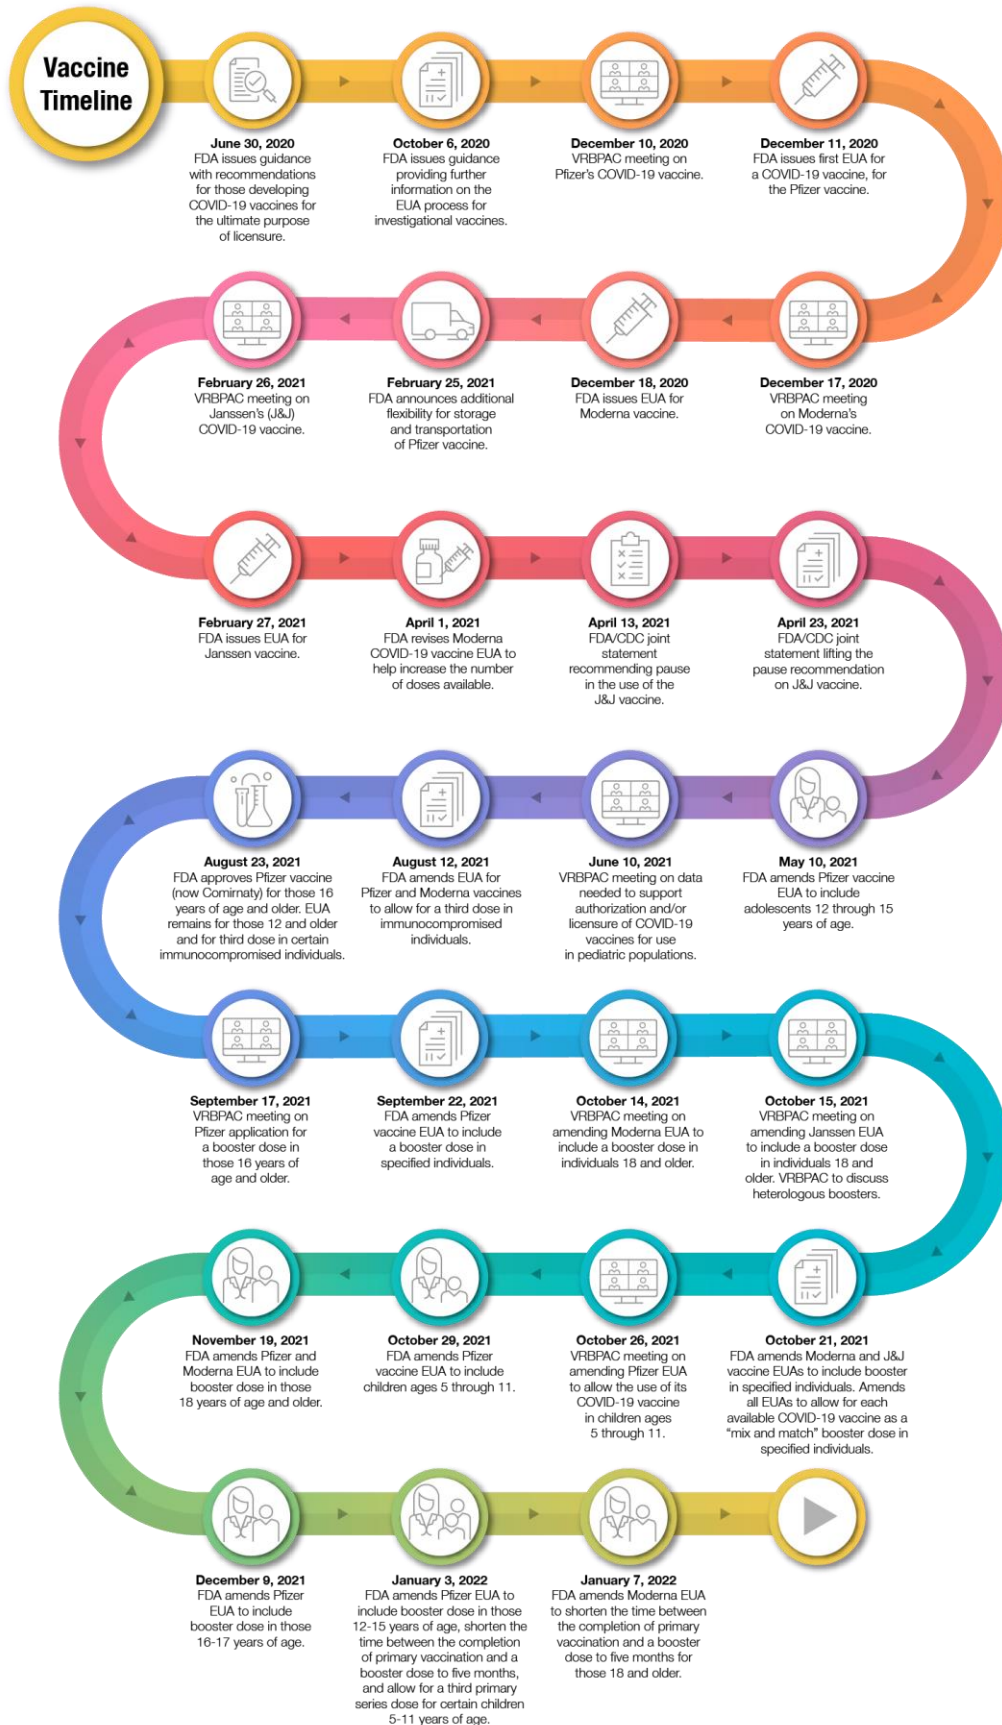 Vaccine
Timeline
June 30, 2020
FDA issues guidance
with recommendations
for those developing
COVID-19 vaccines for
the ultimate purpose
of licensure.
October 6, 2020
FDA issues guidance
providing further
information on the
EUA process for
investigational vaccines.
December 10, 2020
VRBPAC meeting on
Pfizer's COVID-19 vaccine.
December 11, 2020
FDA issues first EUA for
a COVID-19 vaccine, for
the Pfizer vaccine.
December 17, 2020
VRBPAC meeting
on Moderna's
COVID-19 vaccine.
December 18, 2020
FDA issues EUA for
Moderna vaccine.
February 25, 2021
FDA announces additional
flexibility for storage
and transportation
of Pfizer vaccine.
February 26, 2021
VRBPAC meeting on
Janssen's (J&J)
COVID-19 vaccine.
February 27, 2021
FDA issues EUA for
Janssen vaccine.
April 1, 2021
FDA revises Moderna
COVID-19 vaccine EUA to
help increase the number
of doses available.
April 13, 2021
FDA/CDC joint
statement
recommending pause
in the use of the
J&J vaccine.
April 23, 2021
FDA/CDC joint
statement lifting the
pause recommendation
on J&J vaccine.
May 10, 2021
FDA amends Pfizer vaccine
EUA to include
adolescents 12 through 15
years of age.
June 10, 2021
VRBPAC meeting on data
needed to support
authorization and/or
licensure of COVID-19
vaccines for use
in pediatric populations.
August 12, 2021
FDA amends EUA for
Pfizer and Moderna vaccines
to allow for a third dose in
immunocompromised
individuals.
August 23, 2021
FDA approves Pfizer vaccine
(now Comirnaty) for those 16
years of age and older. EUA
remains for those 12 and older
and for third dose in certain
immunocompromised individuals.
September 17, 2021
VRBPAC meeting on
Pfizer application for
a booster dose in
those 16 years of
age and older.
September 22, 2021
FDA amends Pfizer
vaccine EUA to include
a booster dose in
specified individuals.
October 14, 2021
VRBPAC meeting on
amending Moderna EUA to
include a booster dose in
individuals 18 and older.
October 15, 2021
VRBPAC meeting on
amending Janssen EUA
to include a booster dose
in individuals 18 and
older. VRBPAC to discuss
heterologous boosters.
October 21, 2021
FDA amends Moderna and J&J
vaccine EUAs to include booster
in specified individuals. Amends
all EUAs to allow for each
available COVID-19 vaccine as a
"mix and match" booster dose in
specified individuals.
October 26, 2021
VRBPAC meeting on
amending Pfizer EUA
to allow the use of its
COVID-19 vaccine
in children ages
5 through 11.
October 29, 2021
FDA amends Pfizer
vaccine EUA to include
children ages 5 through 11.
November 19, 2021
FDA amends Pfizer and
Moderna EUA to include
booster dose in those
18 years of age and older.
December 9, 2021
FDA amends Pfizer
EUA to include
booster dose in those
16-17 years of age.
January 3, 2022
FDA amends Pfizer EUA to
include booster dose in those
12-15 years of age, shorten the
time between the completion
of primary vaccination and a
booster dose to five months,
and allow for a third primary
series dose for certain children
5-11 years of age.
January 7, 2022
FDA amends Moderna EUA
to shorten the time between
the completion of primary
vaccination and a booster
dose to five months for
those 18 and older.